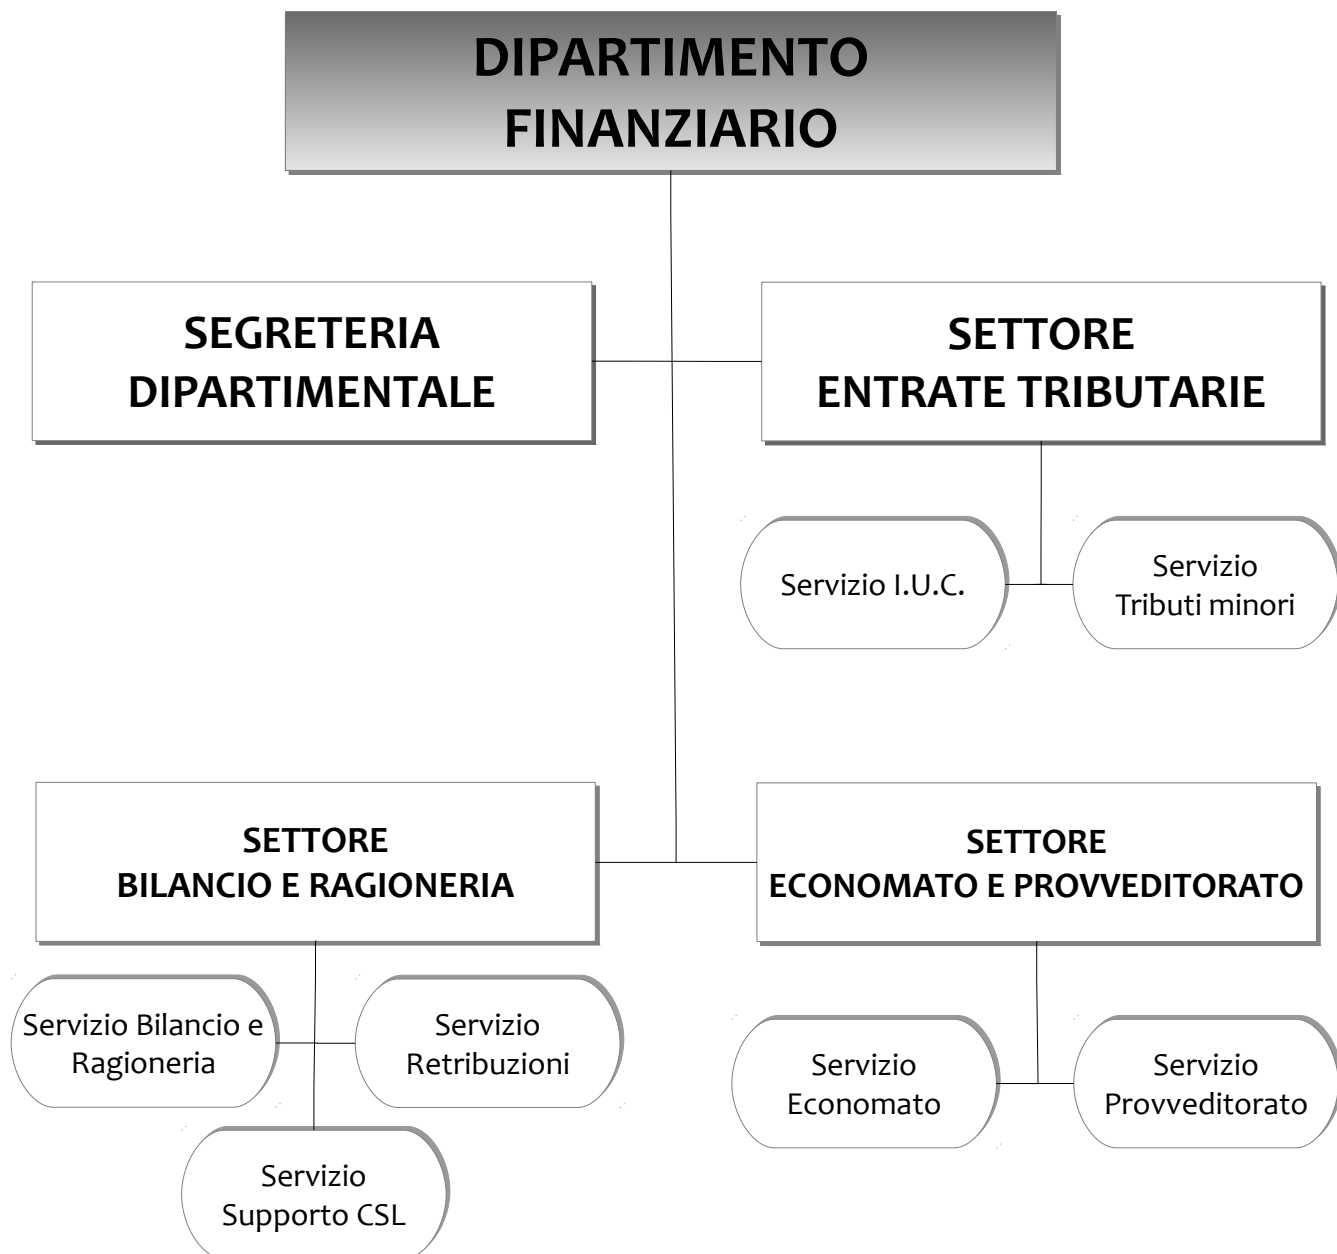 DIPARTIMENTO
FINANZIARIO
SEGRETERIA
DIPARTIMENTALE
SETTORE
ENTRATE TRIBUTARIE
Servizio I.U.C.
Servizio
Tributi minori
SETTORE
BILANCIO E RAGIONERIA
SETTORE
ECONOMATO E PROVVEDITORATO
Servizio Bilancio e
Ragioneria
Servizio
Retribuzioni
Servizio
Supporto CSL
Servizio
Economato
Servizio
Provveditorato